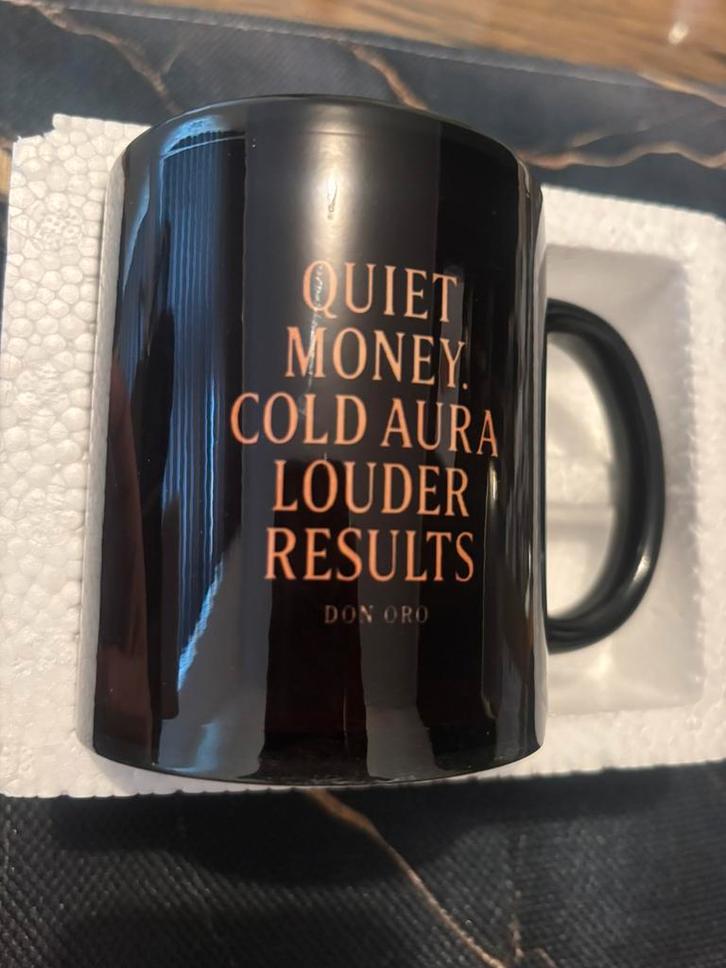 QUIET
MONEY.
COLD AURA
LOUDER
RESULTS
DON ORO